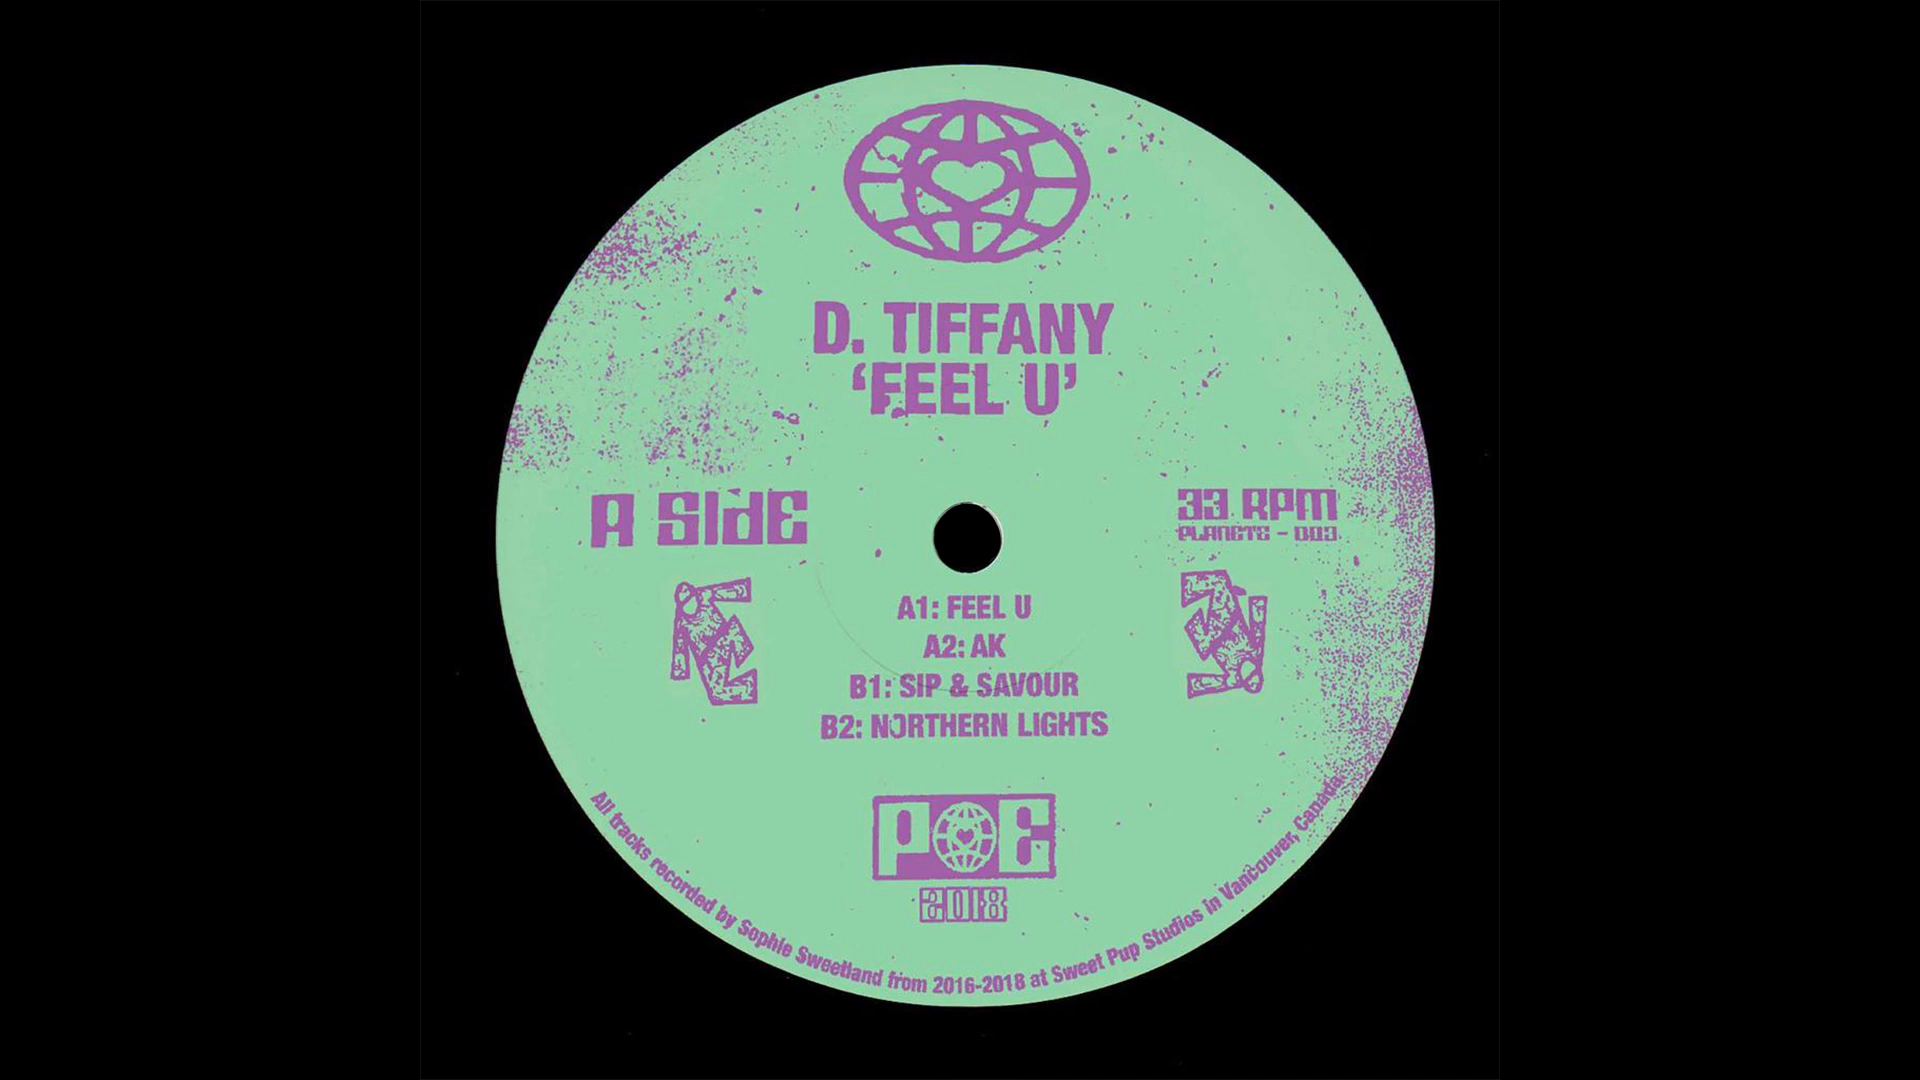 D. TIFFANY
‘FEEL U’
A SIdE
33 RPM
PLANETE - 003
A1: FEEL U
A2: AK
B1: SIP & SAVOUR
B2: NORTHERN LIGHTS
POE
2018
All tracks recorded by Sophie Sweetland from 2016-2018 at Sweet Pup Studios in Vancouver, Canada.